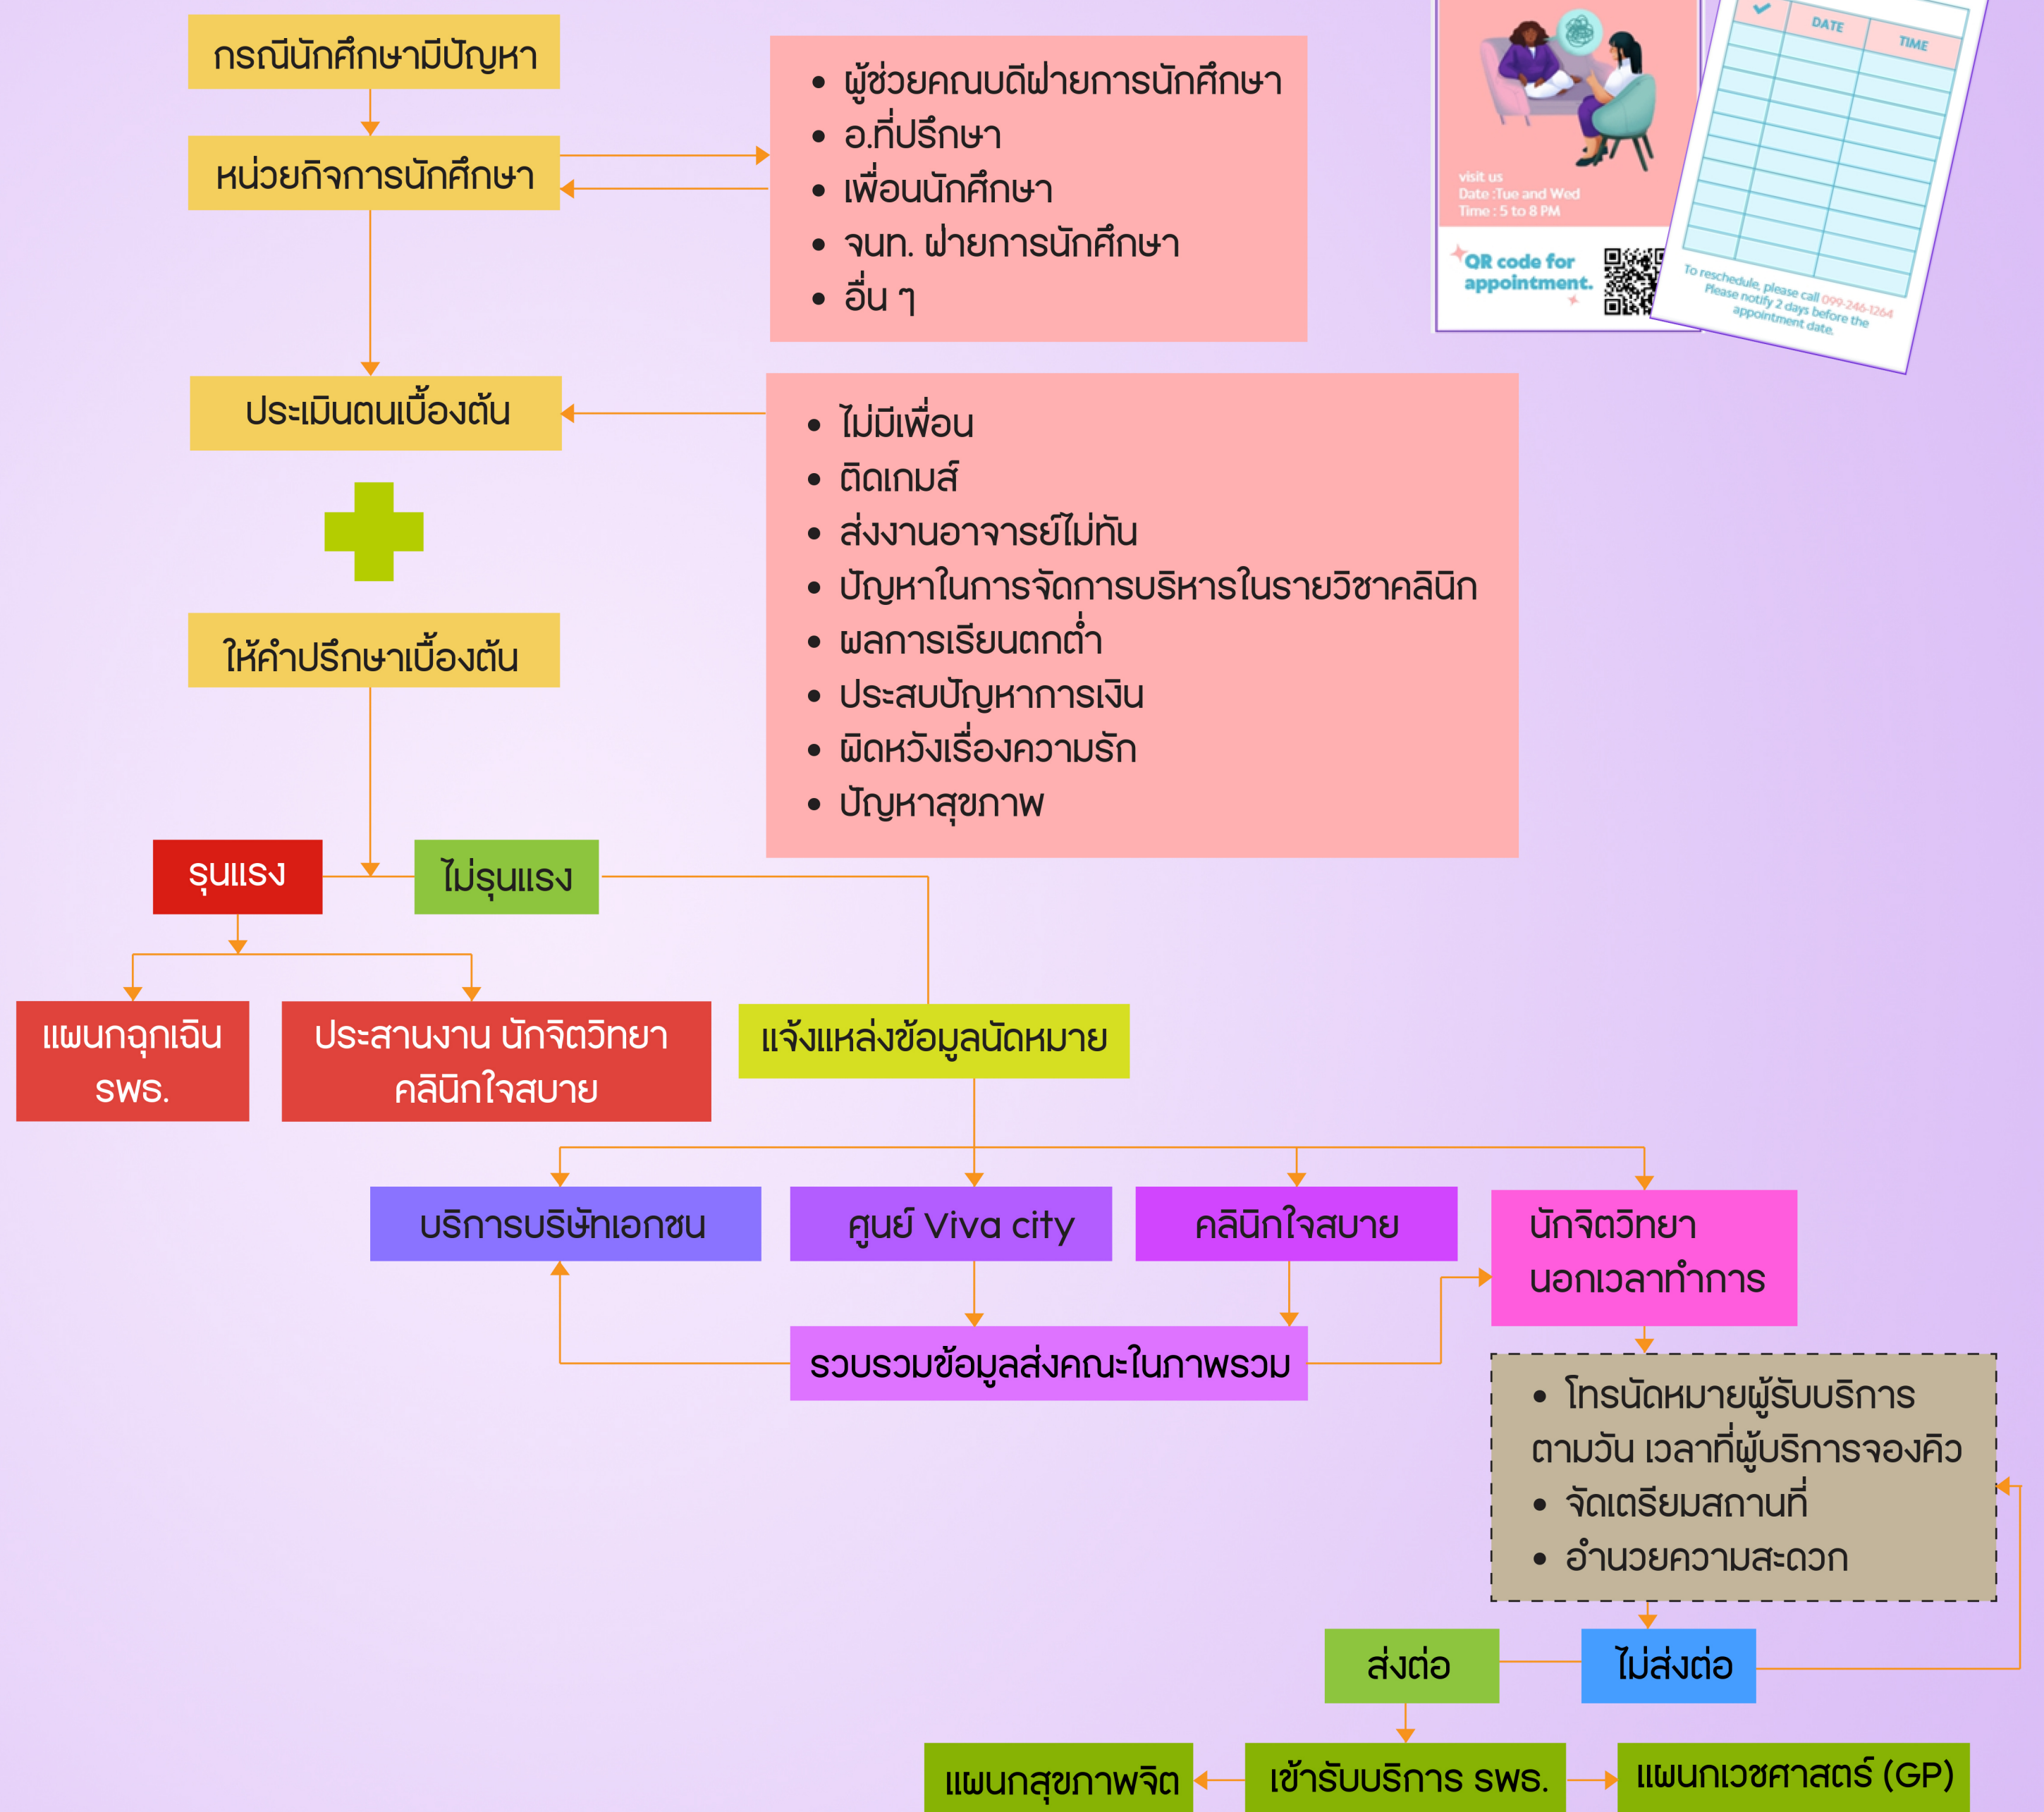 กรณีนักศึกษามีปัญหา
หน่วยกิจการนักศึกษา
• ผู้ช่วยคณบดีฝ่ายการนักศึกษา
• อ.ที่ปรึกษา
• เพื่อนนักศึกษา
• จนท. ฝ่ายการนักศึกษา
• อื่น ๆ
visit us
Date :Tue and Wed
Time : 5 to 8 PM
QR code for
appointment.
DATE
TIME
To reschedule, please call 099-246-1264
Please notify 2 days before the
appointment date.
ประเมินตนเบื้องต้น
• ไม่มีเพื่อน
• ติดเกมส์
• ส่งงานอาจารย์ไม่ทัน
• ปัญหาในการจัดการบริหารในรายวิชาคลินิก
• ผลการเรียนตกต่ำ
• ประสบปัญหาการเงิน
• ผิดหวังเรื่องความรัก
• ปัญหาสุขภาพ
ให้คำปรึกษาเบื้องต้น
รุนแรง
ไม่รุนแรง
แผนกฉุกเฉิน
รพธ.
ประสานงาน นักจิตวิทยา
คลินิกใจสบาย
แจ้งแหล่งข้อมูลนัดหมาย
บริการบริษัทเอกชน
ศูนย์ Viva city
คลินิกใจสบาย
นักจิตวิทยา
นอกเวลาทำการ
รวบรวมข้อมูลส่งคณะในภาพรวม
• โทรนัดหมายผู้รับบริการ
ตามวัน เวลาที่ผู้บริการจองคิว
• จัดเตรียมสถานที่
• อำนวยความสะดวก
ส่งต่อ
ไม่ส่งต่อ
แผนกสุขภาพจิต
เข้ารับบริการ รพธ.
แผนกเวชศาสตร์ (GP)